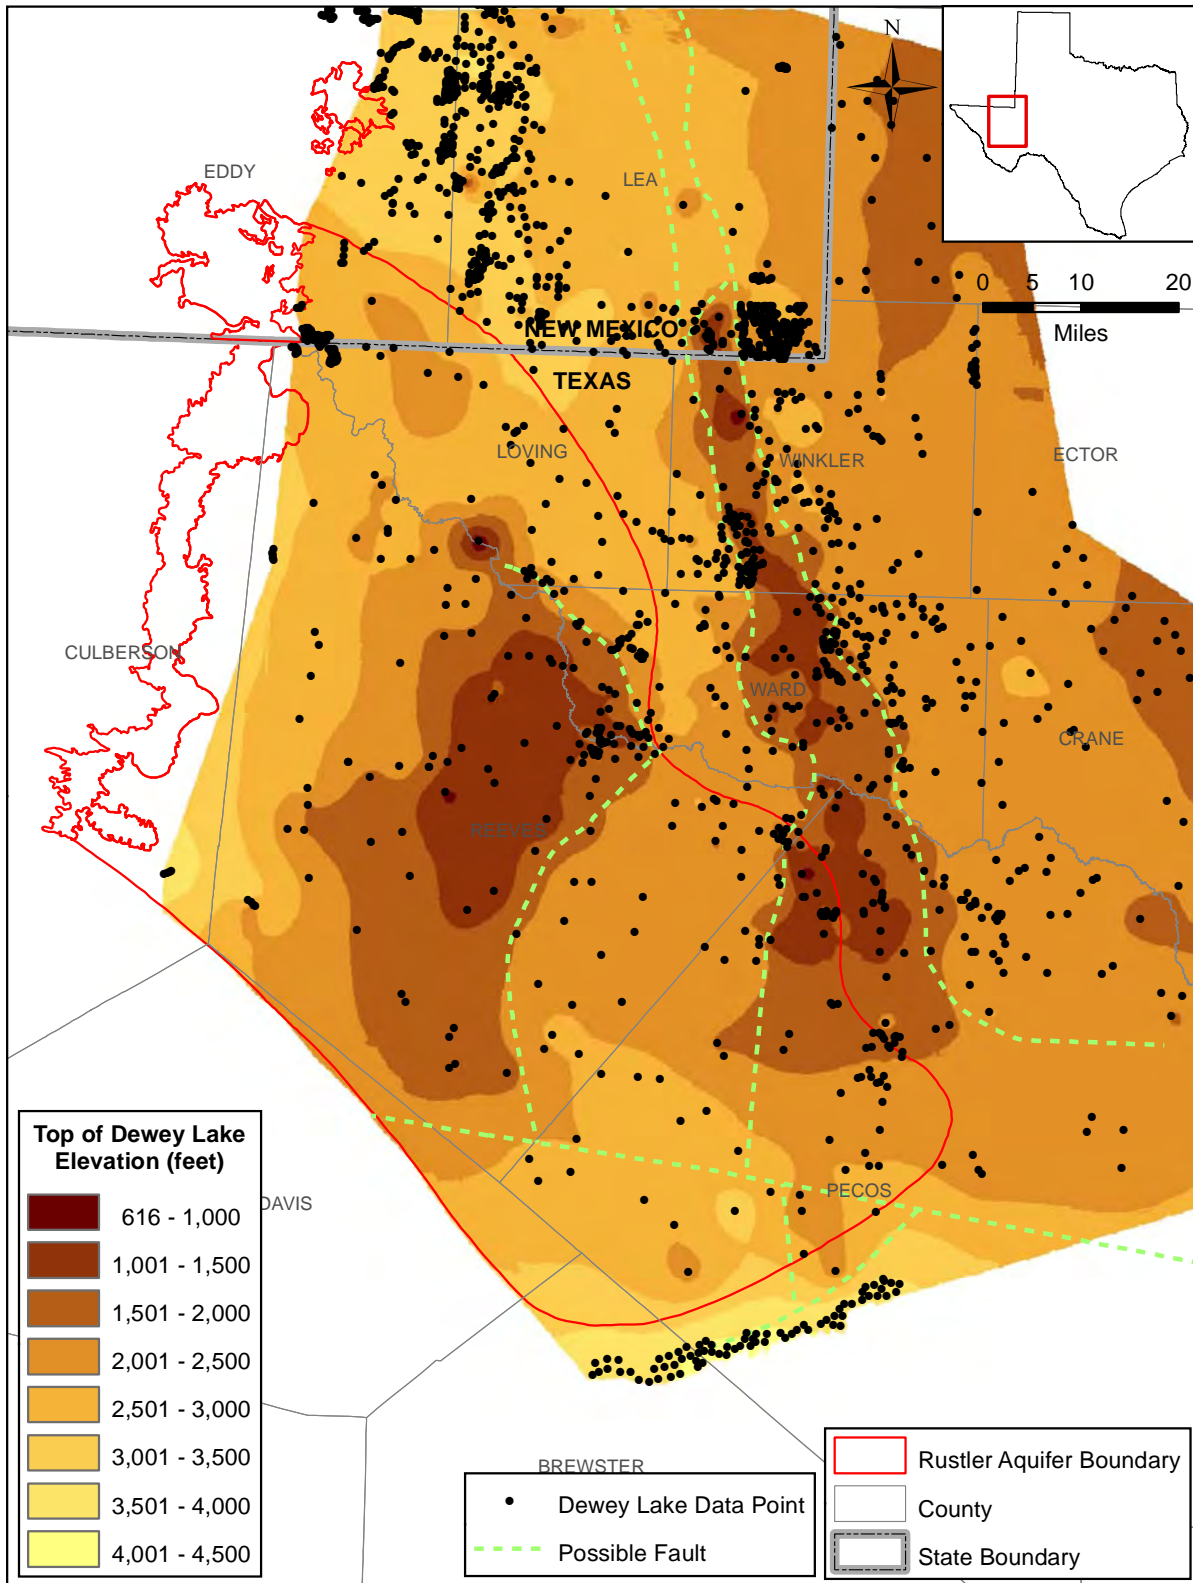 N
EDDY
LEA
0 5 10 20
Miles
NEW MEXICO
TEXAS
LOVING
WINKLER
ECTOR
CULBERSON
WARD
CRANE
REEVES
PECOS
DAVIS
BREWSTER
Top of Dewey Lake
Elevation (feet)
616 - 1,000
1,001 - 1,500
1,501 - 2,000
2,001 - 2,500
2,501 - 3,000
3,001 - 3,500
3,501 - 4,000
4,001 - 4,500
Dewey Lake Data Point
Possible Fault
Rustler Aquifer Boundary
County
State Boundary